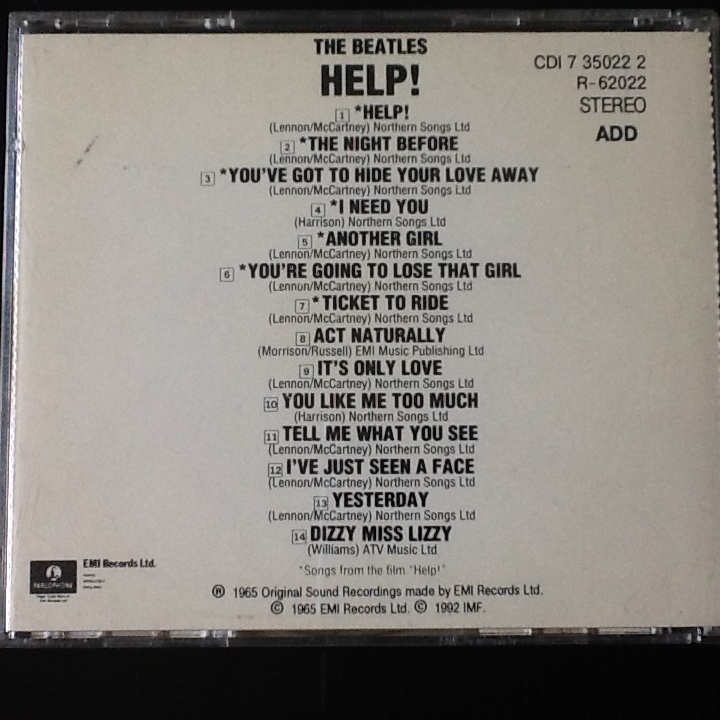 THE BEATLES
HELP!
CDI 7 35022 2
R-62022
STEREO
ADD
1 *HELP!
(Lennon/McCartney) Northern Songs Ltd
2 *THE NIGHT BEFORE
(Lennon/McCartney) Northern Songs Ltd
3 *YOU'VE GOT TO HIDE YOUR LOVE AWAY
(Lennon/McCartney) Northern Songs Ltd
4 *I NEED YOU
(Harrison) Northern Songs Ltd
5 *ANOTHER GIRL
(Lennon/McCartney) Northern Songs Ltd
6 *YOU'RE GOING TO LOSE THAT GIRL
(Lennon/McCartney) Northern Songs Ltd
7 *TICKET TO RIDE
(Lennon/McCartney) Northern Songs Ltd
8 ACT NATURALLY
(Morrison/Russell) EMI Music Publishing Ltd
9 IT'S ONLY LOVE
(Lennon/McCartney) Northern Songs Ltd
10 YOU LIKE ME TOO MUCH
(Harrison) Northern Songs Ltd
11 TELL ME WHAT YOU SEE
(Lennon/McCartney) Northern Songs Ltd
12 I'VE JUST SEEN A FACE
(Lennon/McCartney) Northern Songs Ltd
13 YESTERDAY
(Lennon/McCartney) Northern Songs Ltd
14 DIZZY MISS LIZZY
(Williams) ATV Music Ltd
*Songs from the film "Help!"
PARLOPHONE
EMI Records Ltd.
℗ 1965 Original Sound Recordings made by EMI Records Ltd.
© 1965 EMI Records Ltd. © 1992 IMF.